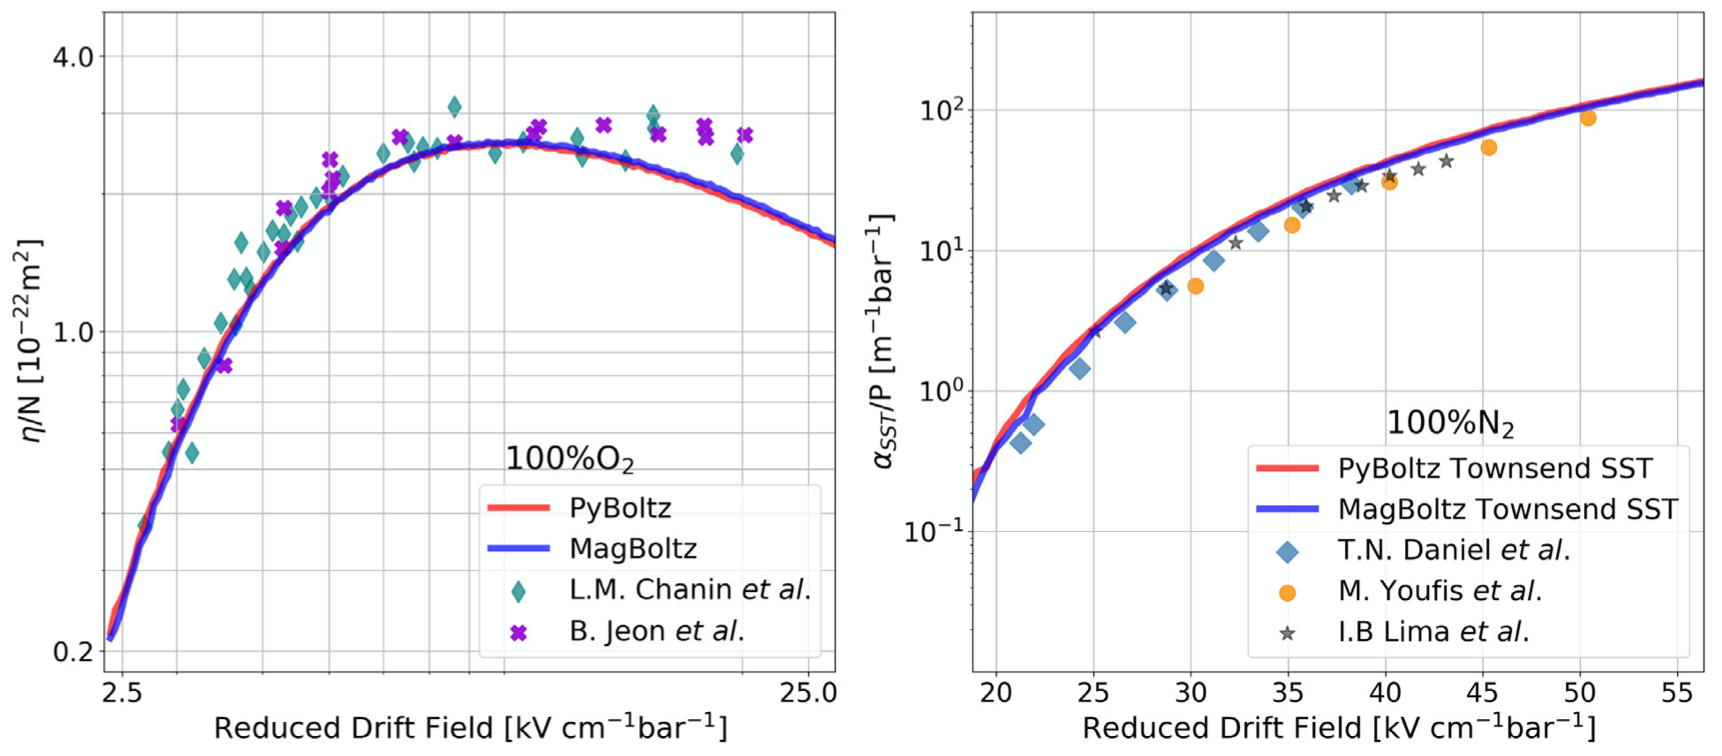 η/N [10⁻²²m²]
4.0
1.0
0.2
100%O₂
PyBoltz
MagBoltz
L.M. Chanin et al.
B. Jeon et al.
2.5
25.0
Reduced Drift Field [kV cm⁻¹bar⁻¹]
α_SST/P [m⁻¹bar⁻¹]
10²
10¹
10⁰
10⁻¹
100%N₂
PyBoltz Townsend SST
MagBoltz Townsend SST
T.N. Daniel et al.
M. Youfis et al.
I.B Lima et al.
20 25 30 35 40 45 50 55
Reduced Drift Field [kV cm⁻¹bar⁻¹]